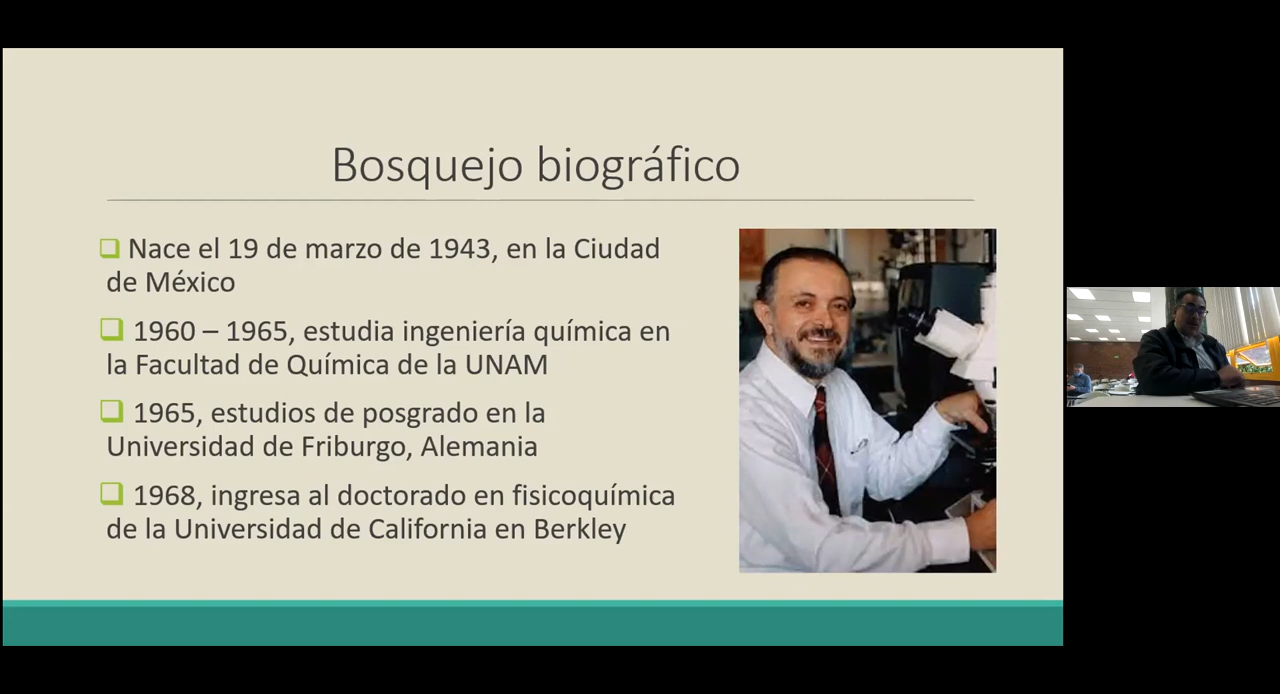 Bosquejo biográfico
Nace el 19 de marzo de 1943, en la Ciudad
de México
1960 – 1965, estudia ingeniería química en
la Facultad de Química de la UNAM
1965, estudios de posgrado en la
Universidad de Friburgo, Alemania
1968, ingresa al doctorado en fisicoquímica
de la Universidad de California en Berkley